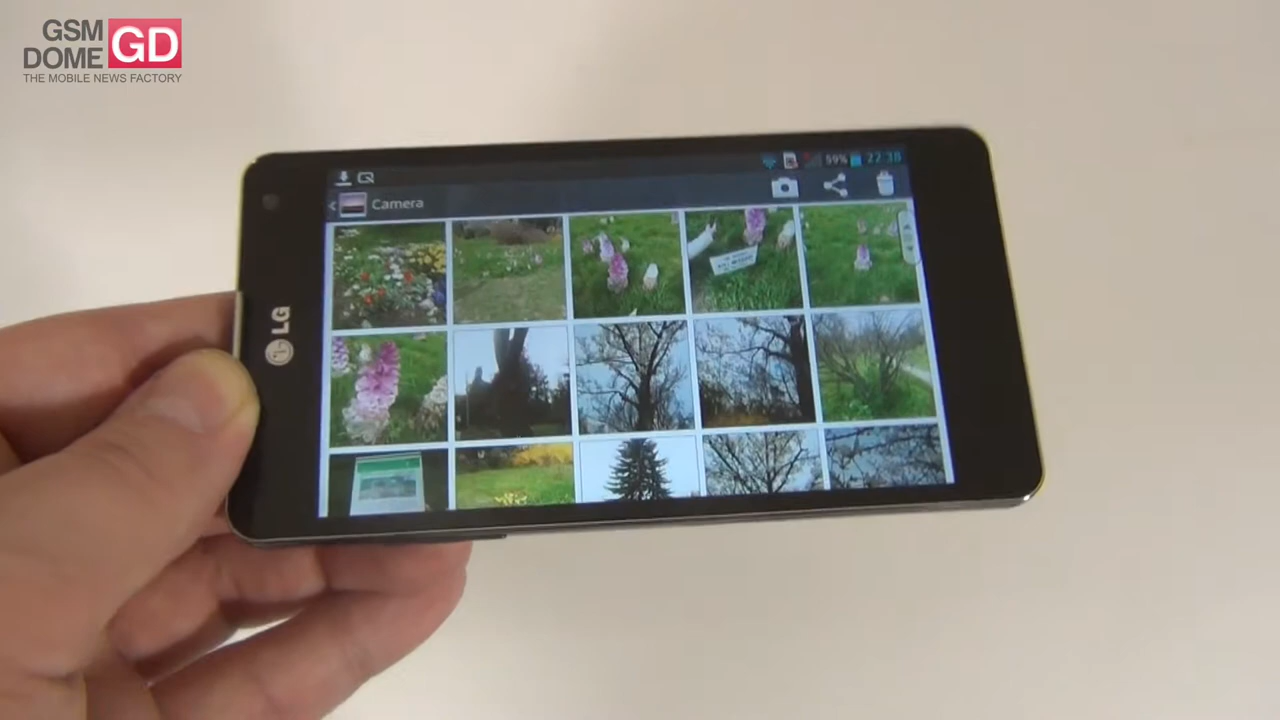 GSM
DOME GD
THE MOBILE NEWS FACTORY
59% 22:38
Camera
LG